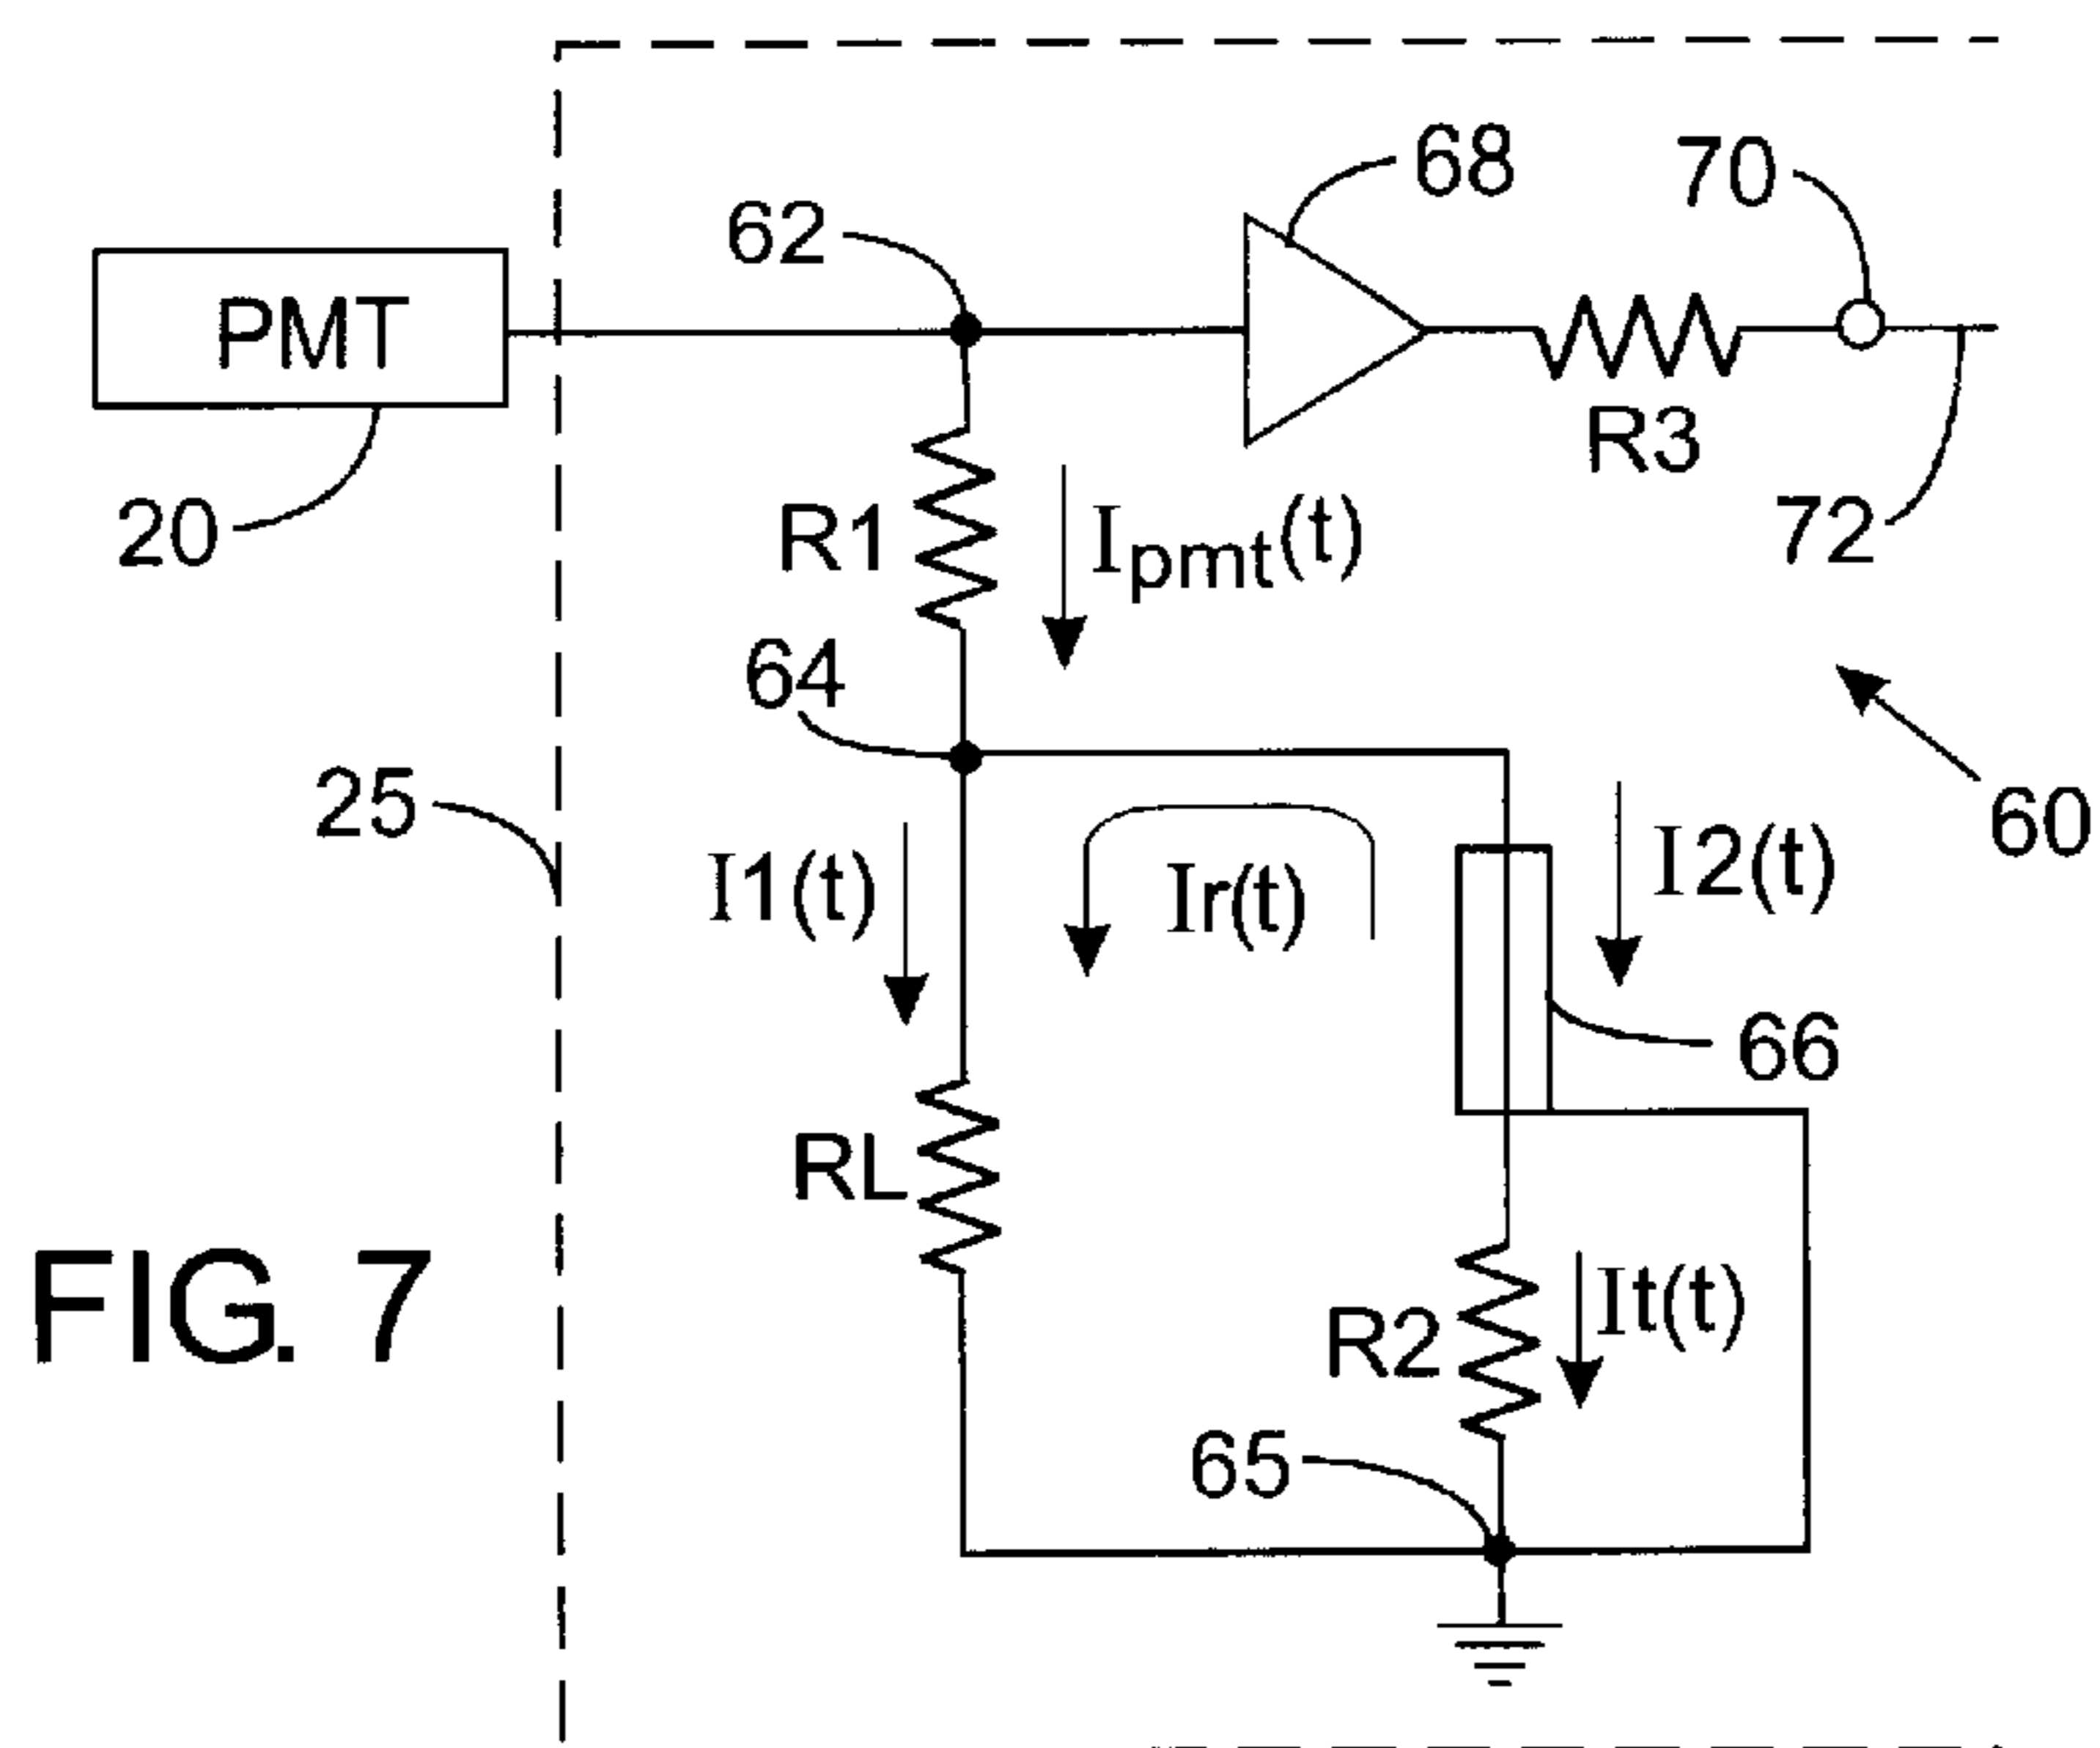 68
70
62
PMT
R3
20
R1
Ipmt(t)
72
64
25
60
I1(t)
Ir(t)
I2(t)
66
RL
FIG. 7
R2
It(t)
65